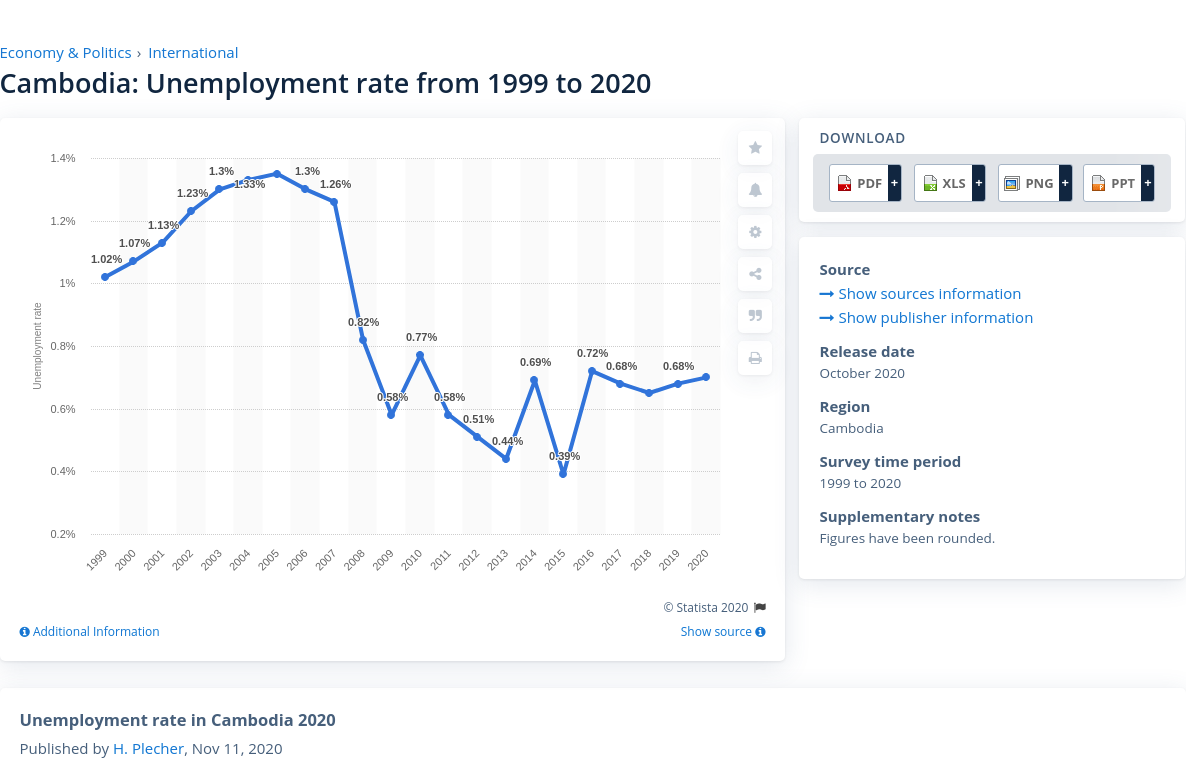 Economy & Politics › International
Cambodia: Unemployment rate from 1999 to 2020
Unemployment rate
1.4%
1.2%
1%
0.8%
0.6%
0.4%
0.2%
1.02%
1.07%
1.13%
1.23%
1.3%
1.33%
1.3%
1.26%
0.82%
0.58%
0.77%
0.58%
0.51%
0.44%
0.69%
0.39%
0.72%
0.68%
0.68%
1999
2000
2001
2002
2003
2004
2005
2006
2007
2008
2009
2010
2011
2012
2013
2014
2015
2016
2017
2018
2019
2020
© Statista 2020
Additional Information
Show source
DOWNLOAD
PDF + XLS + PNG + PPT +
Source
Show sources information
Show publisher information
Release date
October 2020
Region
Cambodia
Survey time period
1999 to 2020
Supplementary notes
Figures have been rounded.
Unemployment rate in Cambodia 2020
Published by H. Plecher, Nov 11, 2020